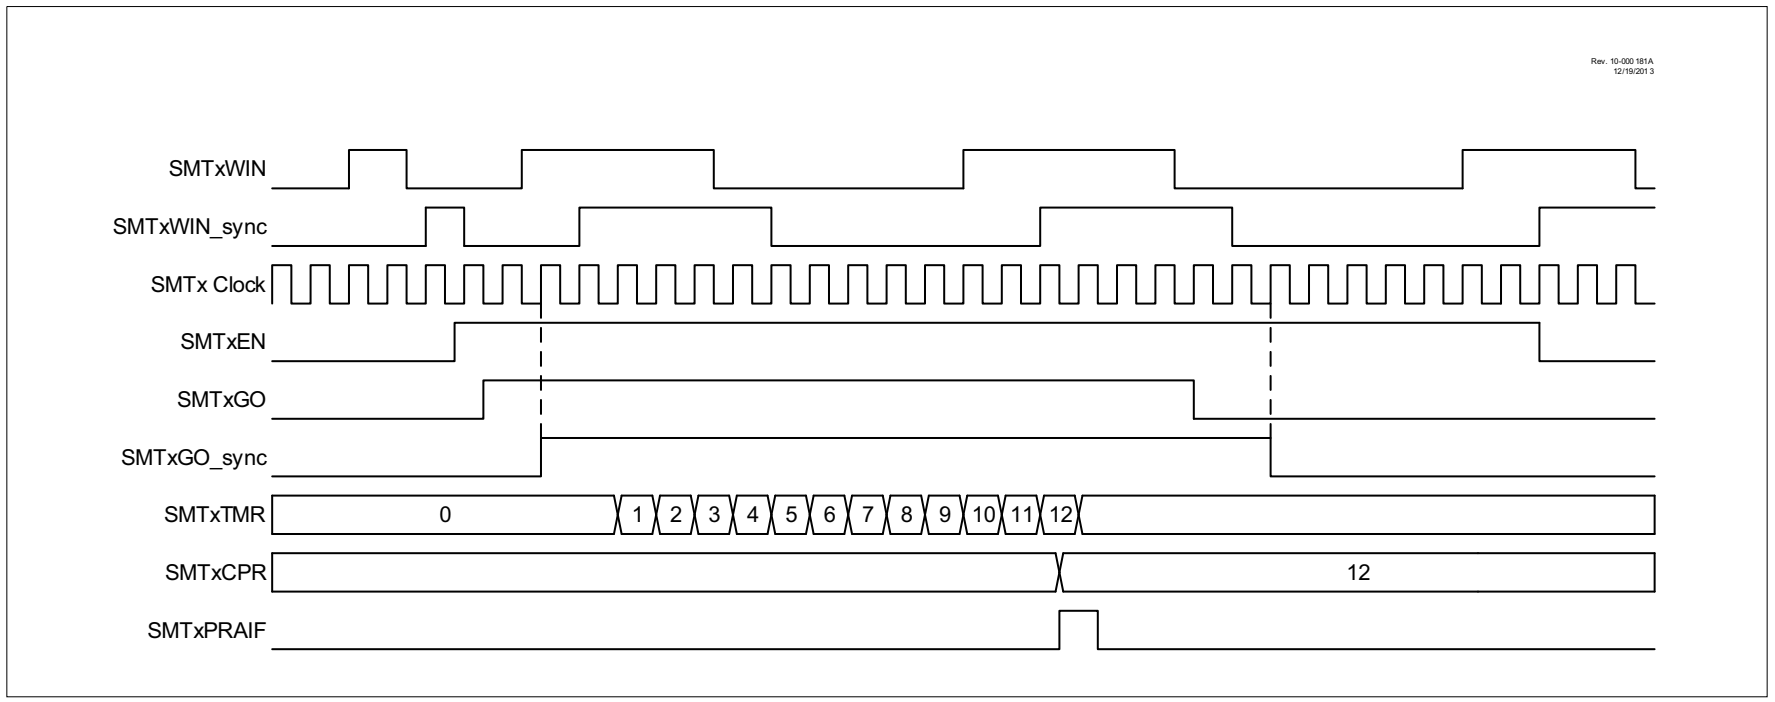 Rev. 10-000 181A
12/19/201 3
SMTxWIN
SMTxWIN_sync
SMTx Clock
SMTxEN
SMTxGO
SMTxGO_sync
SMTxTMR 0 1 2 3 4 5 6 7 8 9 10 11 12
SMTxCPR 12
SMTxPRAIF